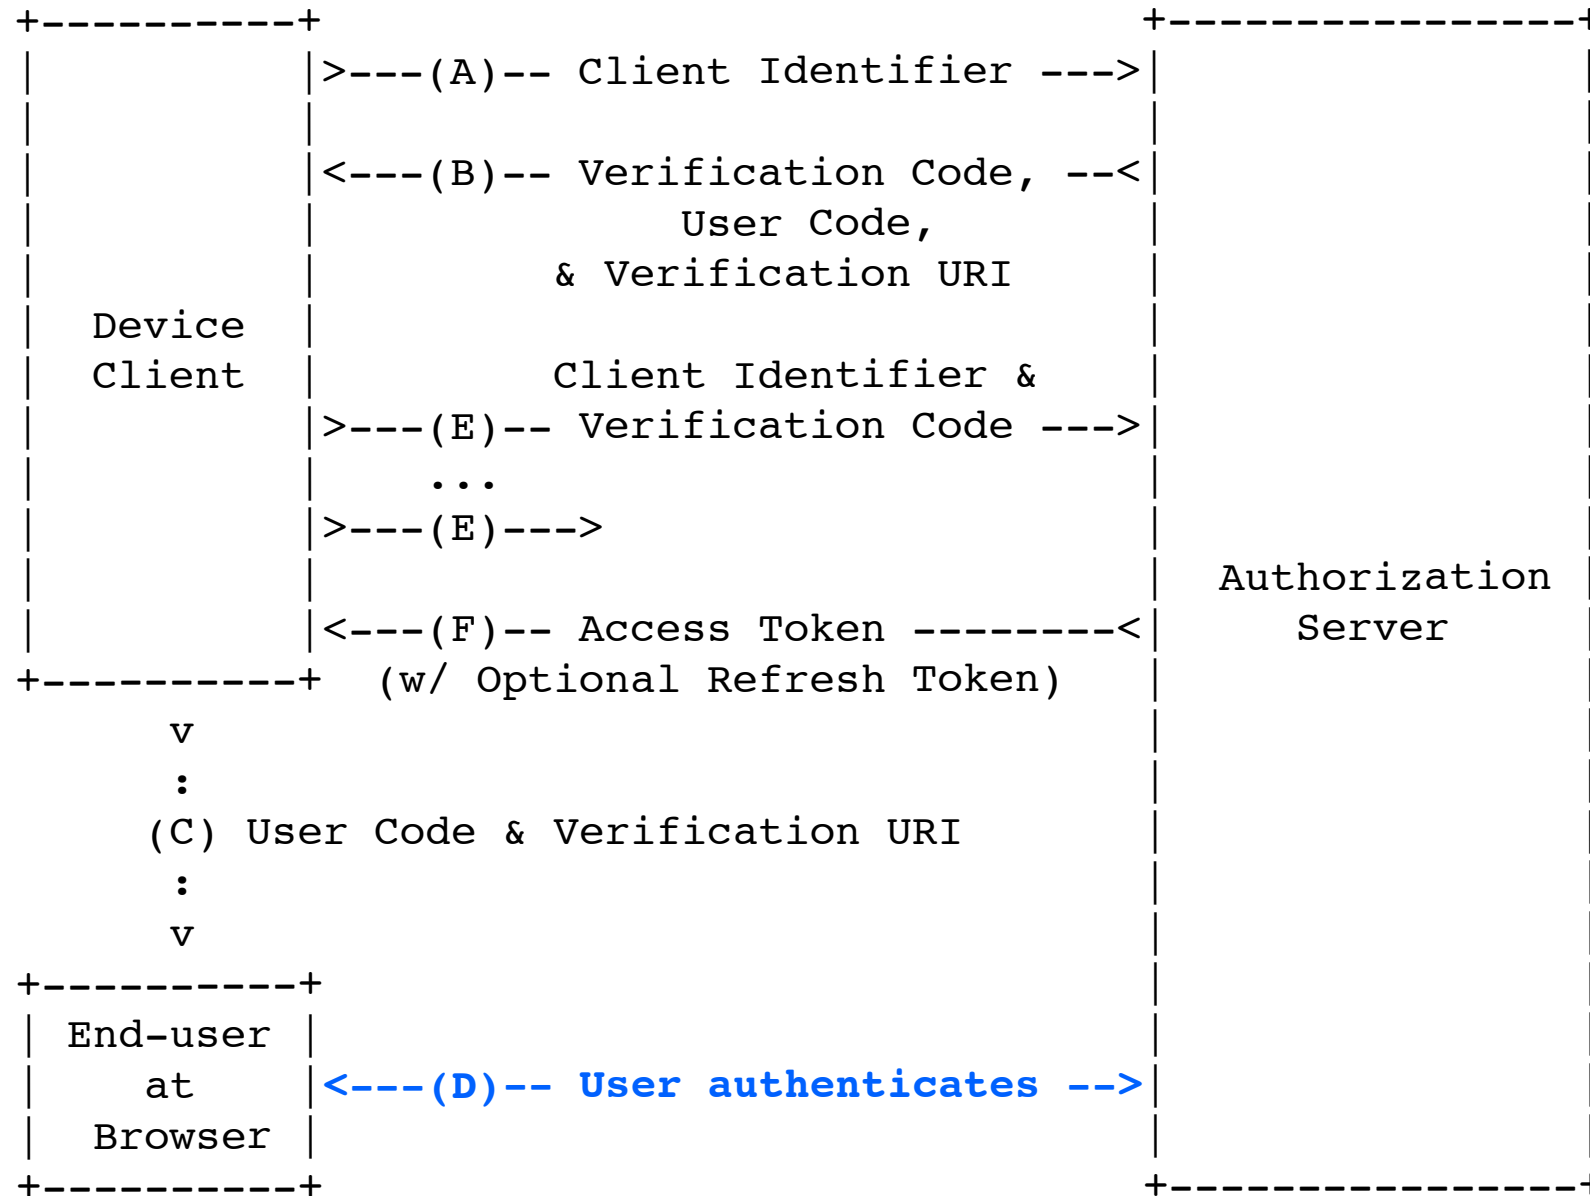 +-----------+                                +----------------+
|           |>---(A)-- Client Identifier --->|                |
|           |                                |                |
|           |<---(B)-- Verification Code, --<|                |
|           |              User Code,        |                |
|           |         & Verification URI     |                |
|  Device   |                                |                |
|  Client   |         Client Identifier &    |                |
|           |>---(E)-- Verification Code --->|                |
|           |    ...                         |                |
|           |>---(E)--->                     |                |
|           |                                |  Authorization |
|           |<---(F)-- Access Token --------<|     Server     |
+-----------+  (w/ Optional Refresh Token)   |                |
      v                                      |                |
      :                                      |                |
     (C) User Code & Verification URI        |                |
      :                                      |                |
      v                                      |                |
+-----------+                                |                |
| End-user  |                                |                |
|    at     |<---(D)-- User authenticates -->|                |
|  Browser  |                                |                |
+-----------+                                +----------------+